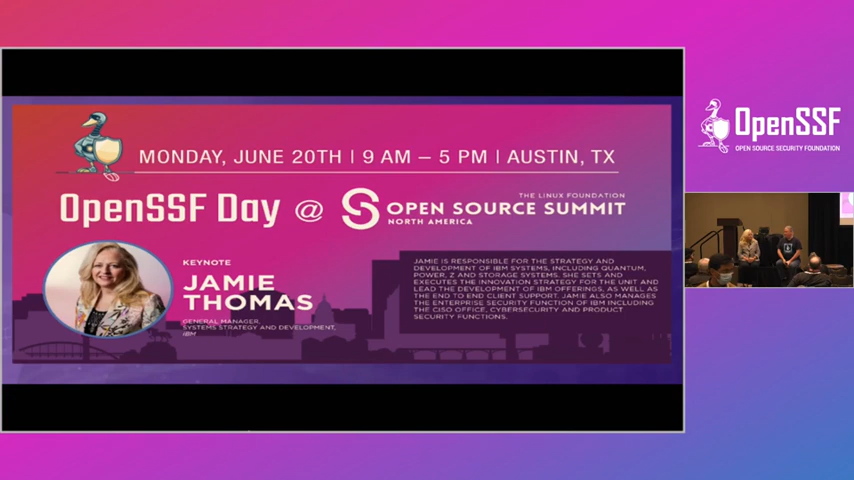 MONDAY, JUNE 20TH | 9 AM – 5 PM | AUSTIN, TX
OpenSSF Day @
THE LINUX FOUNDATION
OPEN SOURCE SUMMIT
NORTH AMERICA
KEYNOTE
JAMIE
THOMAS
GENERAL MANAGER,
SYSTEMS STRATEGY AND DEVELOPMENT,
IBM
JAMIE IS RESPONSIBLE FOR THE STRATEGY AND
DEVELOPMENT OF IBM SYSTEMS, INCLUDING QUANTUM,
POWER, Z AND STORAGE SYSTEMS. SHE SETS AND
EXECUTES THE INNOVATION STRATEGY FOR THE UNIT AND
LEAD THE DEVELOPMENT OF IBM OFFERINGS, AS WELL AS
THE END TO END CLIENT SUPPORT. JAMIE ALSO MANAGES
THE ENTERPRISE SECURITY FUNCTION OF IBM INCLUDING
THE CISO OFFICE, CYBERSECURITY AND PRODUCT
SECURITY FUNCTIONS.
OpenSSF
OPEN SOURCE SECURITY FOUNDATION